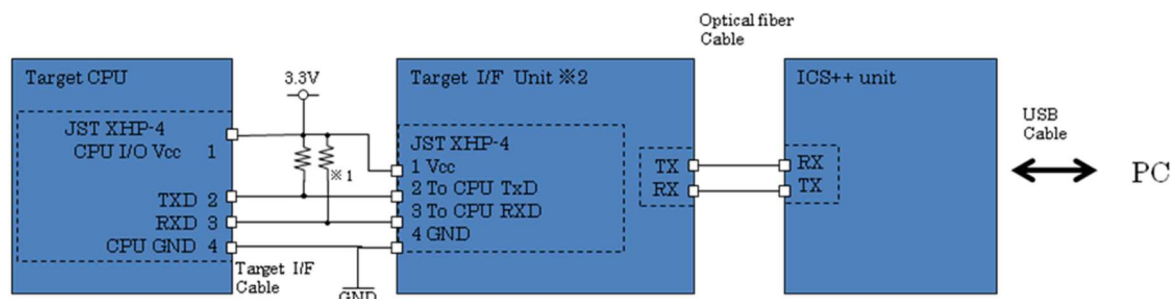 Optical fiber
Cable
Target CPU
3.3V
Target I/F Unit ※2
ICS++ unit
USB
Cable
JST XHP-4
CPU I/O Vcc 1
TXD 2
RXD 3
CPU GND 4
※1
JST XHP-4
1 Vcc
2 To CPU TxD
3 To CPU RXD
4 GND
TX
RX
RX
TX
PC
Target I/F
Cable
GND